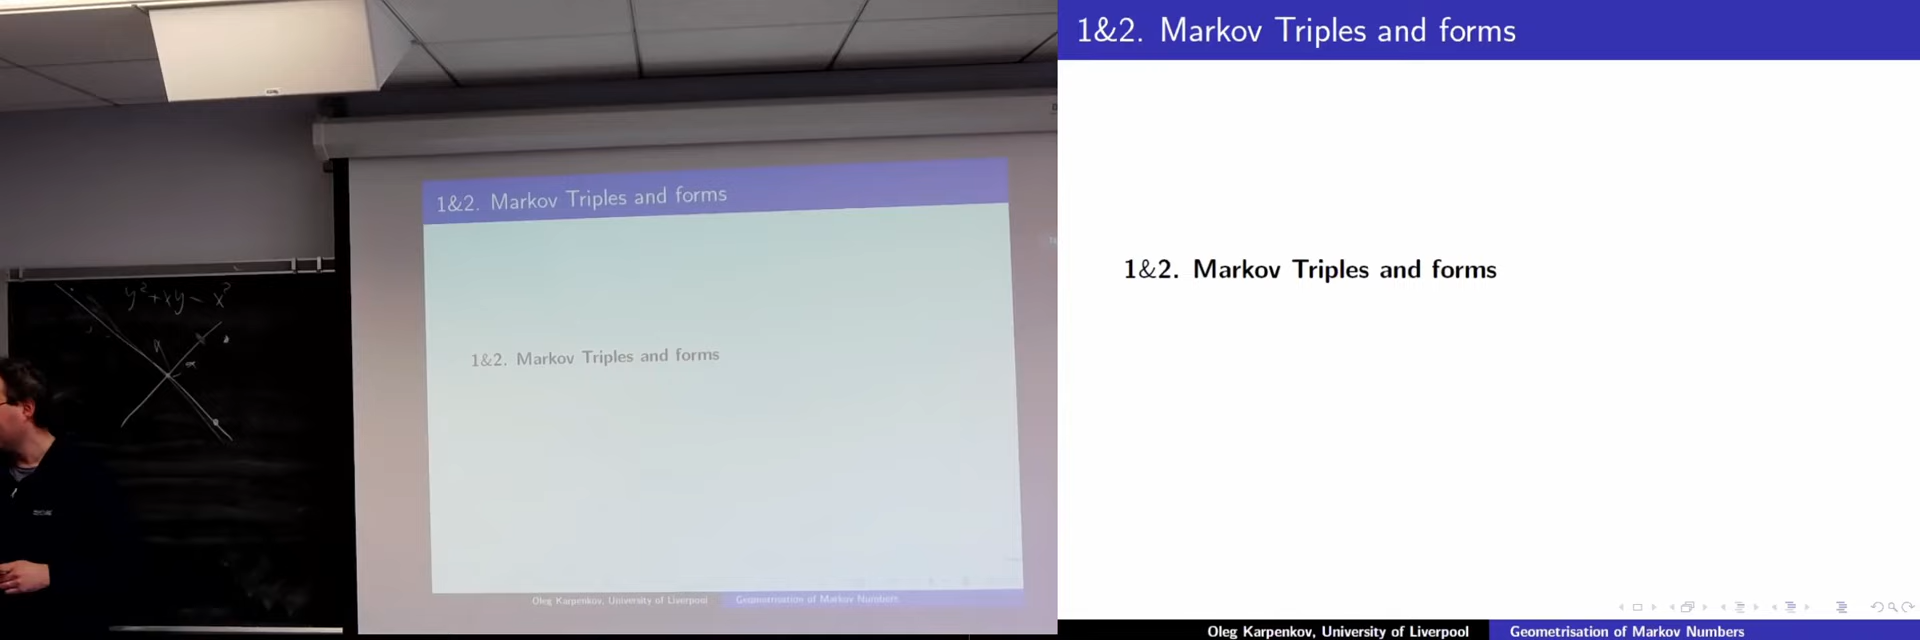 1&2. Markov Triples and forms
1&2. Markov Triples and forms
Oleg Karpenkov, University of Liverpool
Geometrisation of Markov Numbers
y² + xy - x²
1&2. Markov Triples and forms
1&2. Markov Triples and forms
Oleg Karpenkov, University of Liverpool
Geometrisation of Markov Numbers